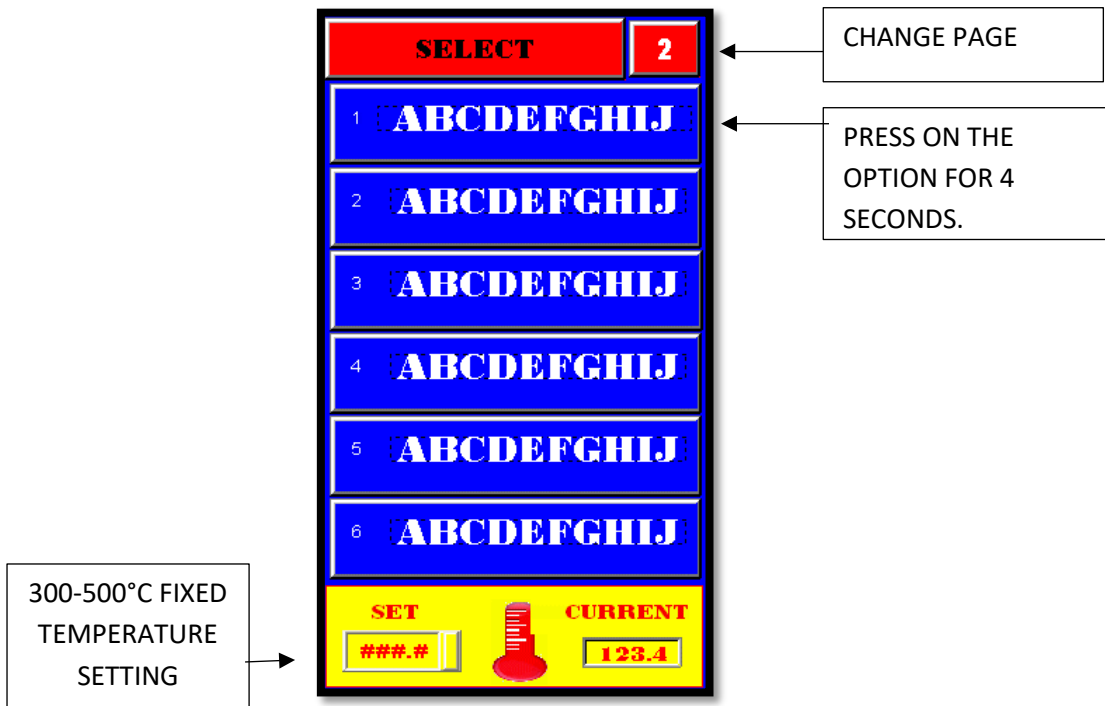 SELECT 2
CHANGE PAGE
1 ABCDEFGHIJ
PRESS ON THE
OPTION FOR 4
SECONDS.
2 ABCDEFGHIJ
3 ABCDEFGHIJ
4 ABCDEFGHIJ
5 ABCDEFGHIJ
6 ABCDEFGHIJ
300-500°C FIXED
TEMPERATURE
SETTING
SET CURRENT
###.# 123.4